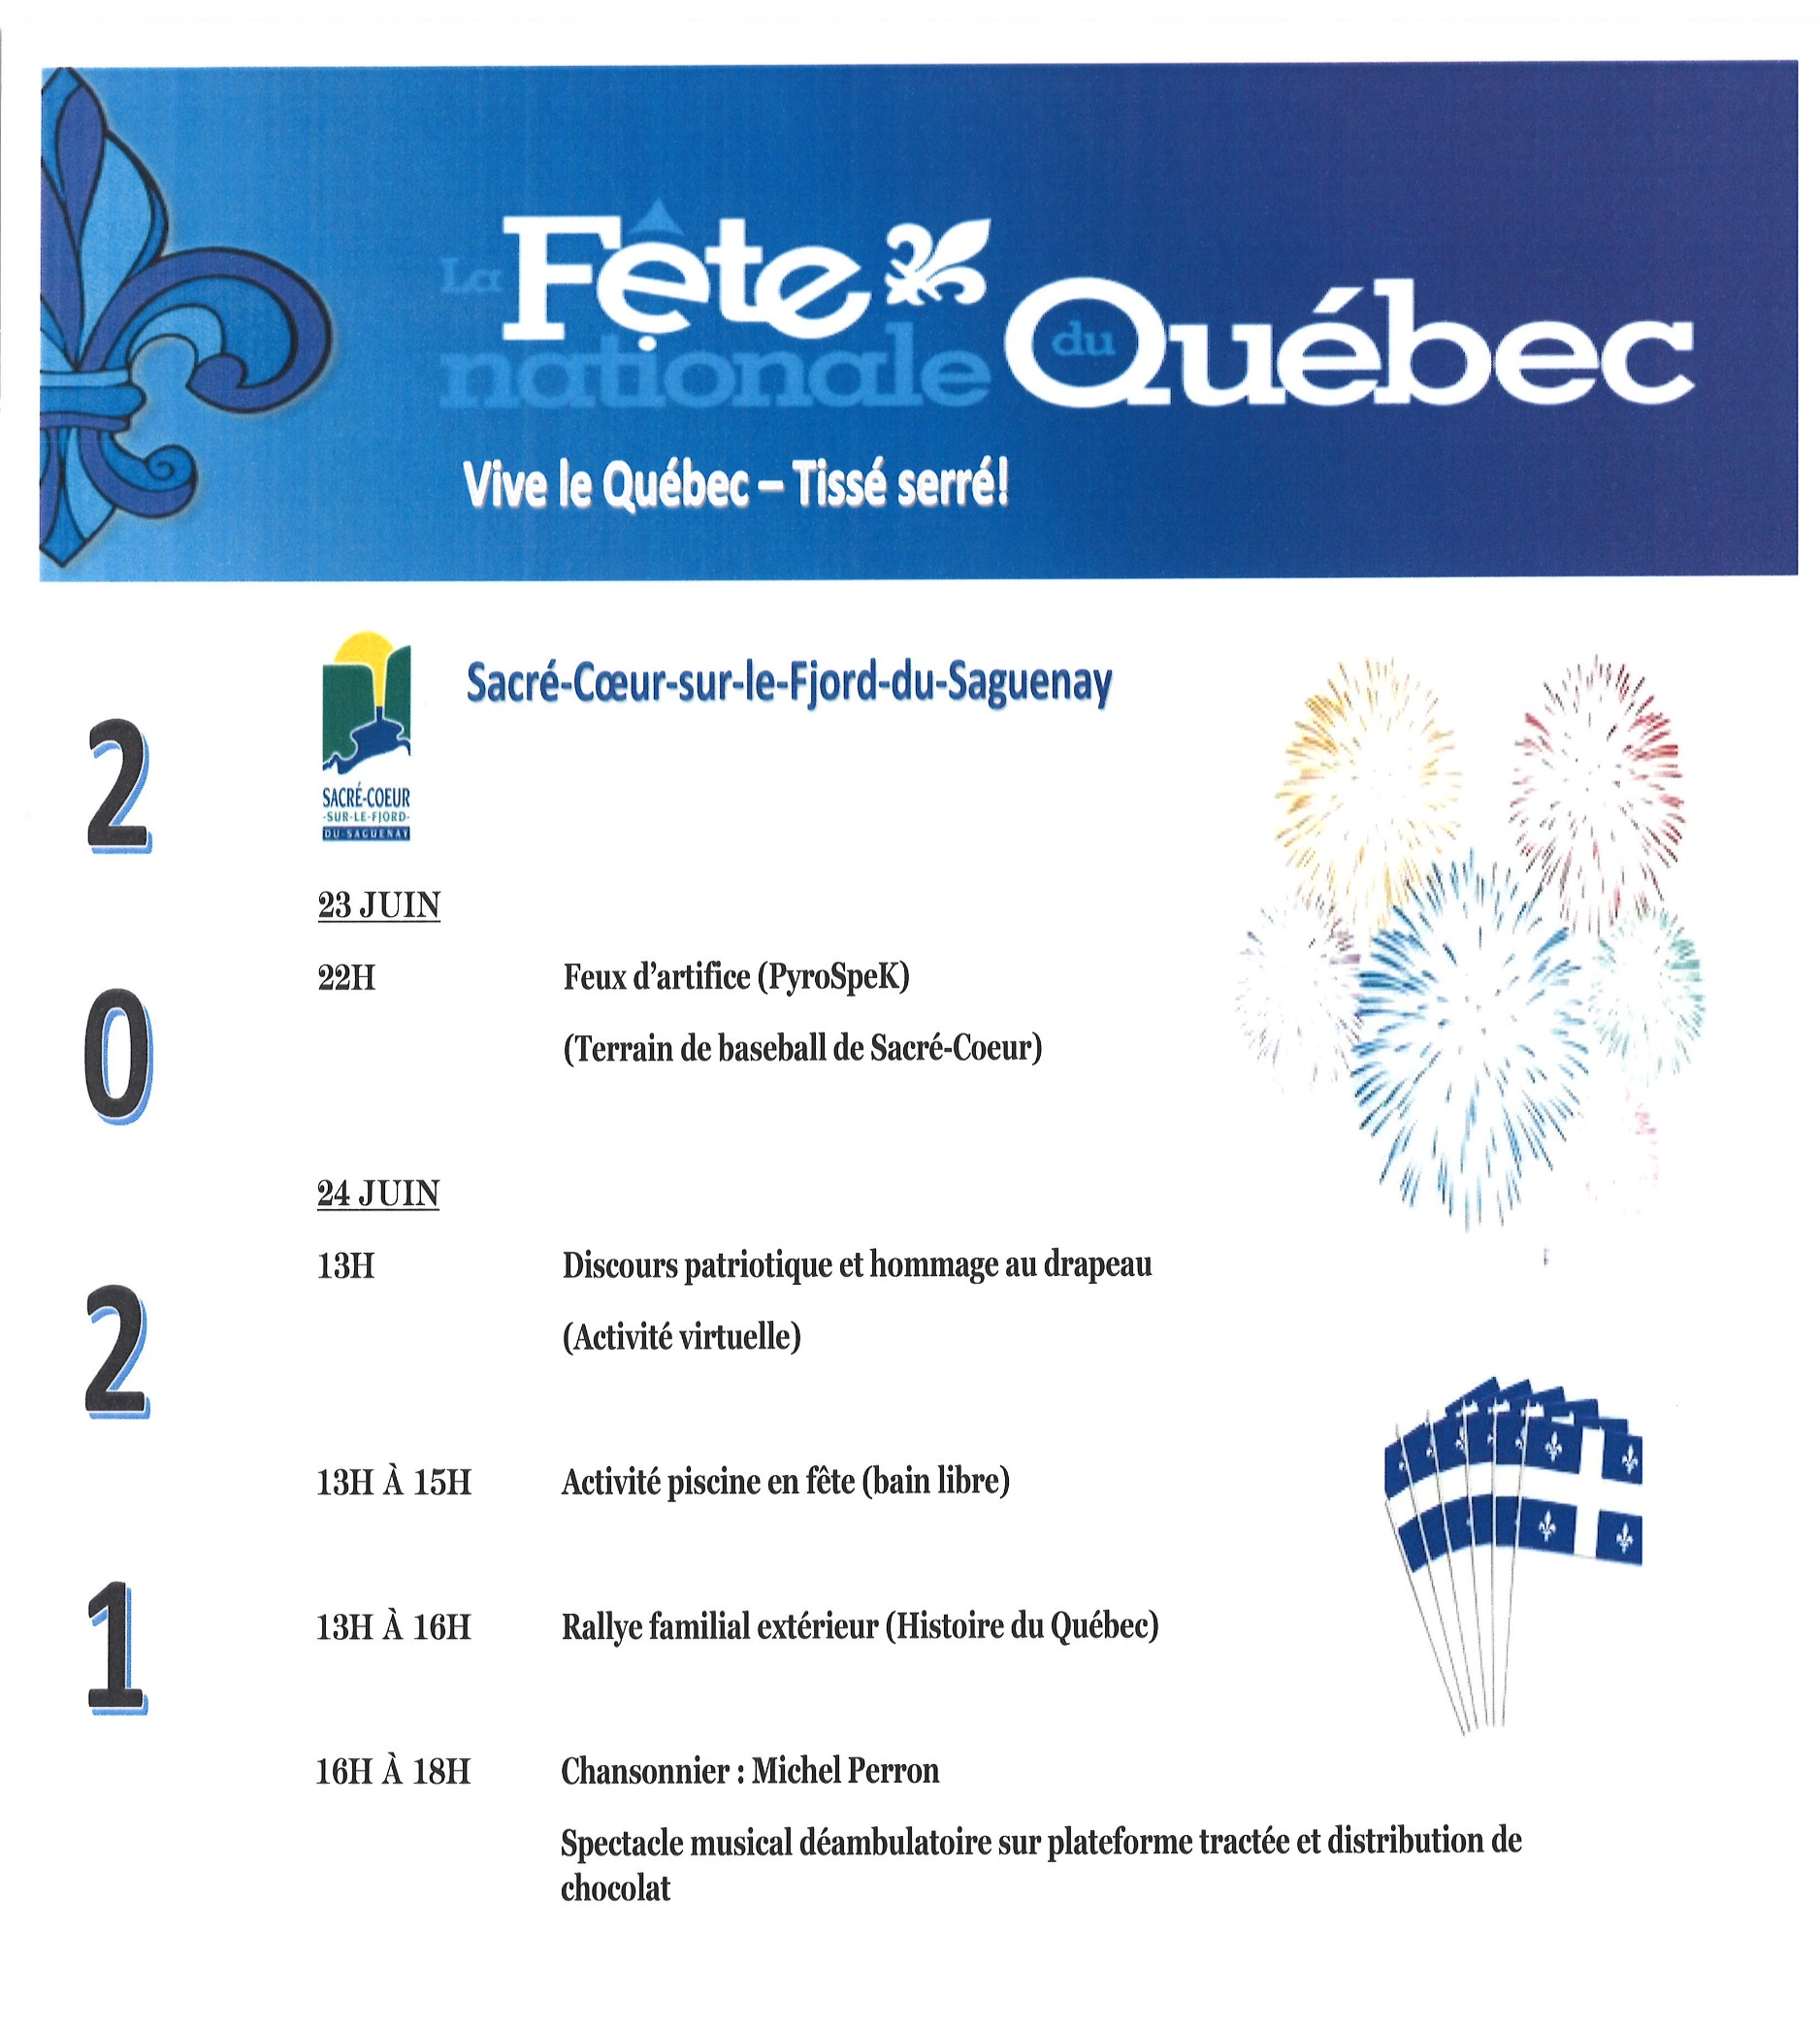 La Fête nationale du Québec
Vive le Québec – Tissé serré!
2
0
2
1
SACRÉ-COEUR
-SUR-LE-FJORD-
DU-SAGUENAY
Sacré-Cœur-sur-le-Fjord-du-Saguenay
23 JUIN
22H Feux d'artifice (PyroSpeK)
(Terrain de baseball de Sacré-Coeur)
24 JUIN
13H Discours patriotique et hommage au drapeau
(Activité virtuelle)
13H À 15H Activité piscine en fête (bain libre)
13H À 16H Rallye familial extérieur (Histoire du Québec)
16H À 18H Chansonnier : Michel Perron
Spectacle musical déambulatoire sur plateforme tractée et distribution de
chocolat